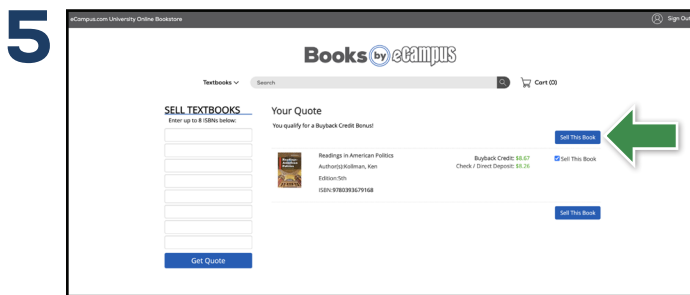 5
eCampus.com University Online Bookstore
Sign Out
Books by eCampus
Textbooks
Search
Cart (0)
SELL TEXTBOOKS
Enter up to 8 ISBNs below:
Get Quote
Your Quote
You qualify for a Buyback Credit Bonus!
Sell This Book
Readings In American Politics
Author(s):Kollman, Ken
Edition:5th
ISBN:9780393679168
Buyback Credit: $8.67
Check / Direct Deposit: $8.26
Sell This Book
Sell This Book